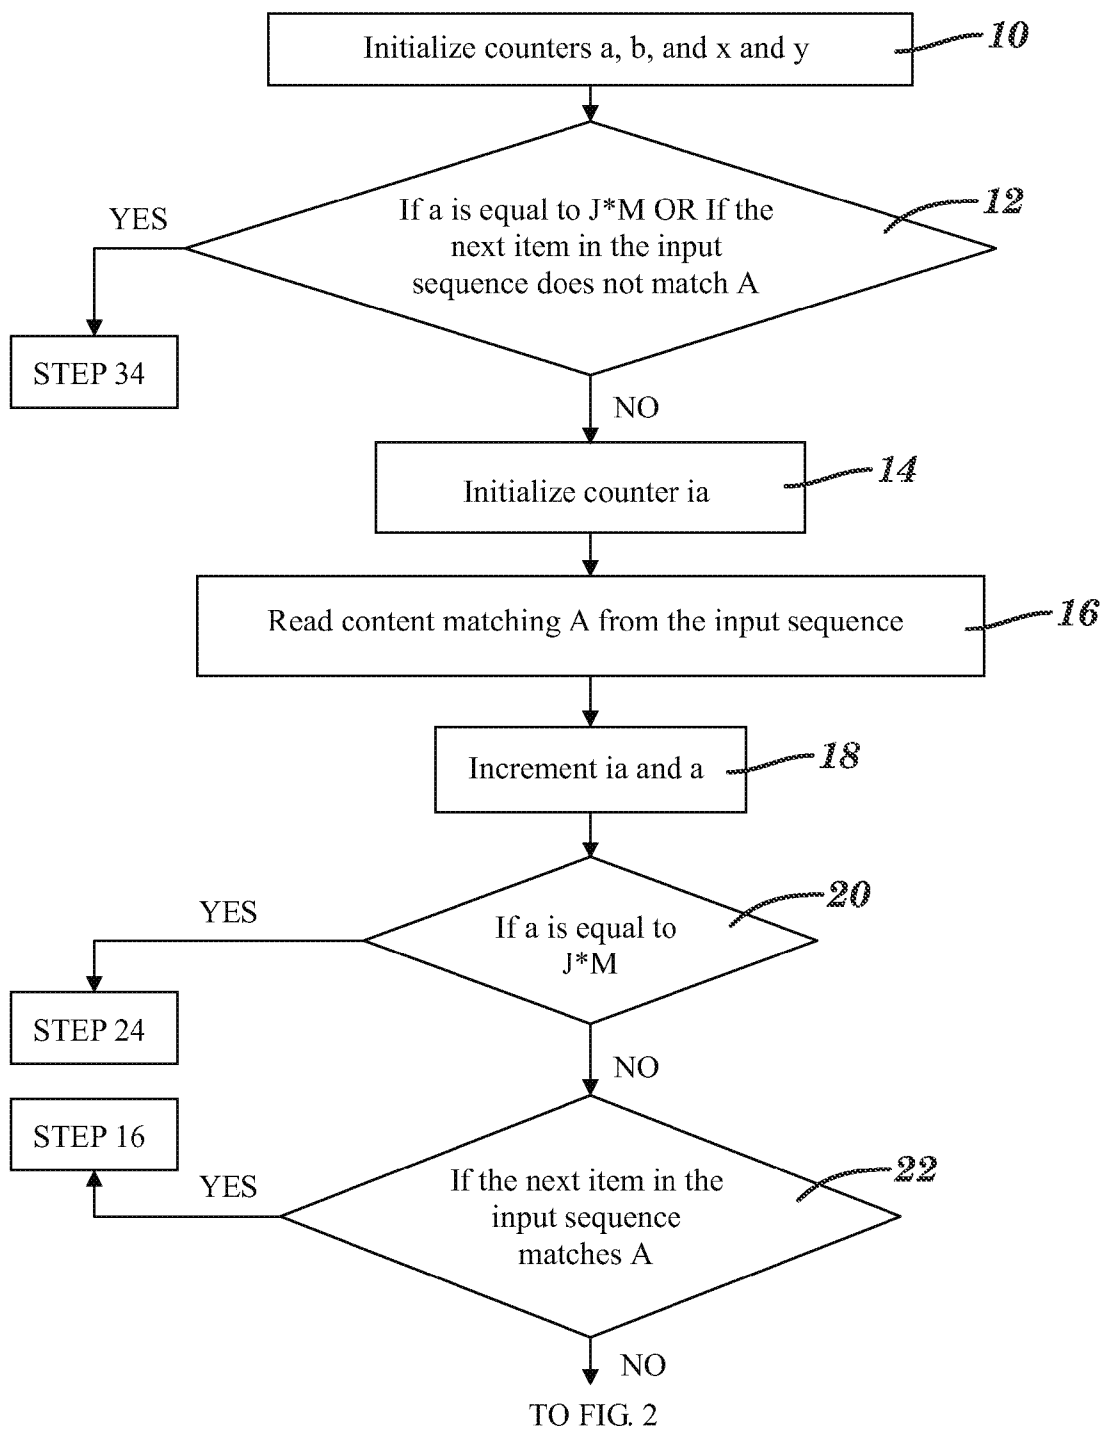 Initialize counters a, b, and x and y
10
If a is equal to J*M OR If the
next item in the input
sequence does not match A
12
YES
STEP 34
NO
Initialize counter ia
14
Read content matching A from the input sequence
16
Increment ia and a
18
If a is equal to
J*M
20
YES
STEP 24
NO
STEP 16
YES
If the next item in the
input sequence
matches A
22
NO
TO FIG. 2